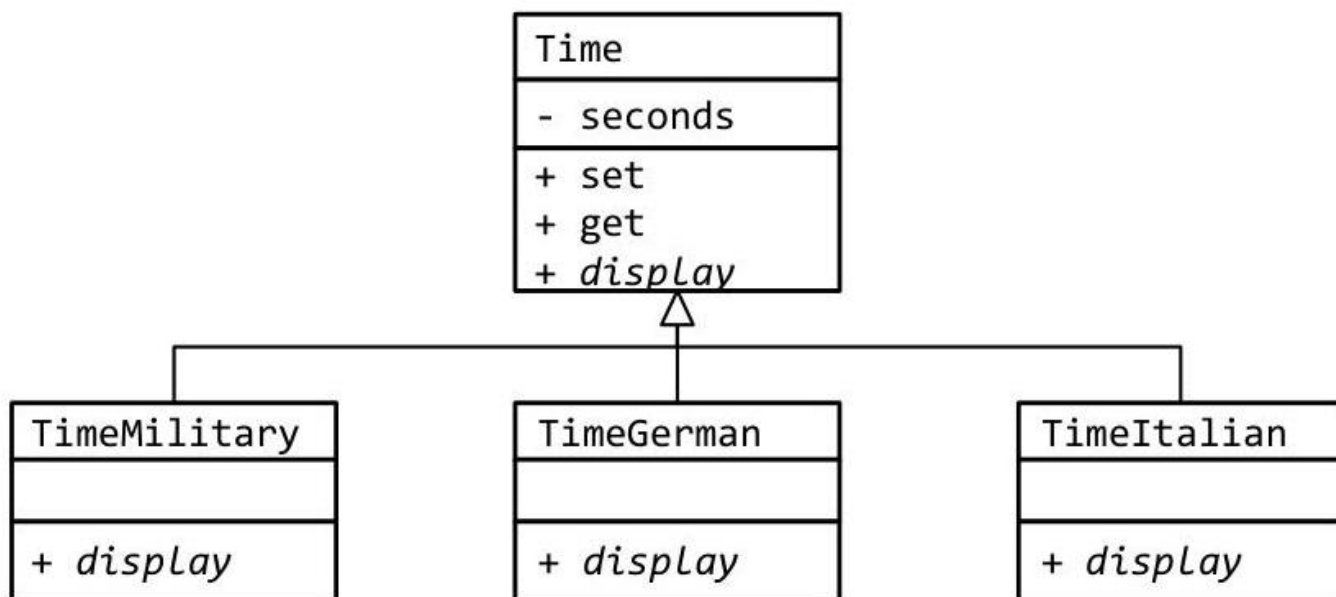 Time
- seconds
+ set
+ get
+ display
TimeMilitary
+ display
TimeGerman
+ display
TimeItalian
+ display